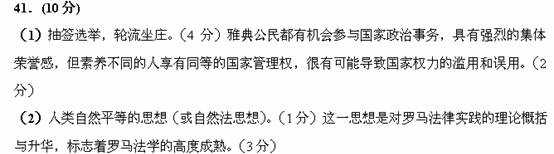 41．(10 分)
（1）抽签选举，轮流坐庄。（4 分）雅典公民都有机会参与国家政治事务，具有强烈的集体
荣誉感，但素养不同的人享有同等的国家管理权，很有可能导致国家权力的滥用和误用。（2
分）
（2）人类自然平等的思想（或自然法思想）。（1 分）这一思想是对罗马法律实践的理论慨括
与升华，标志着罗马法学的高度成熟。（3 分）